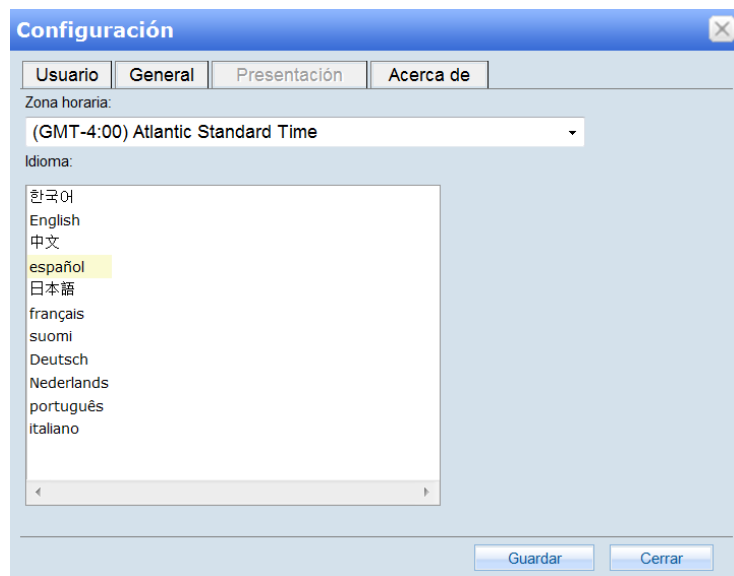 Configuración
Usuario General Presentación Acerca de
Zona horaria:
(GMT-4:00) Atlantic Standard Time
Idioma:
한국어
English
中文
español
日本語
français
suomi
Deutsch
Nederlands
português
italiano
Guardar Cerrar